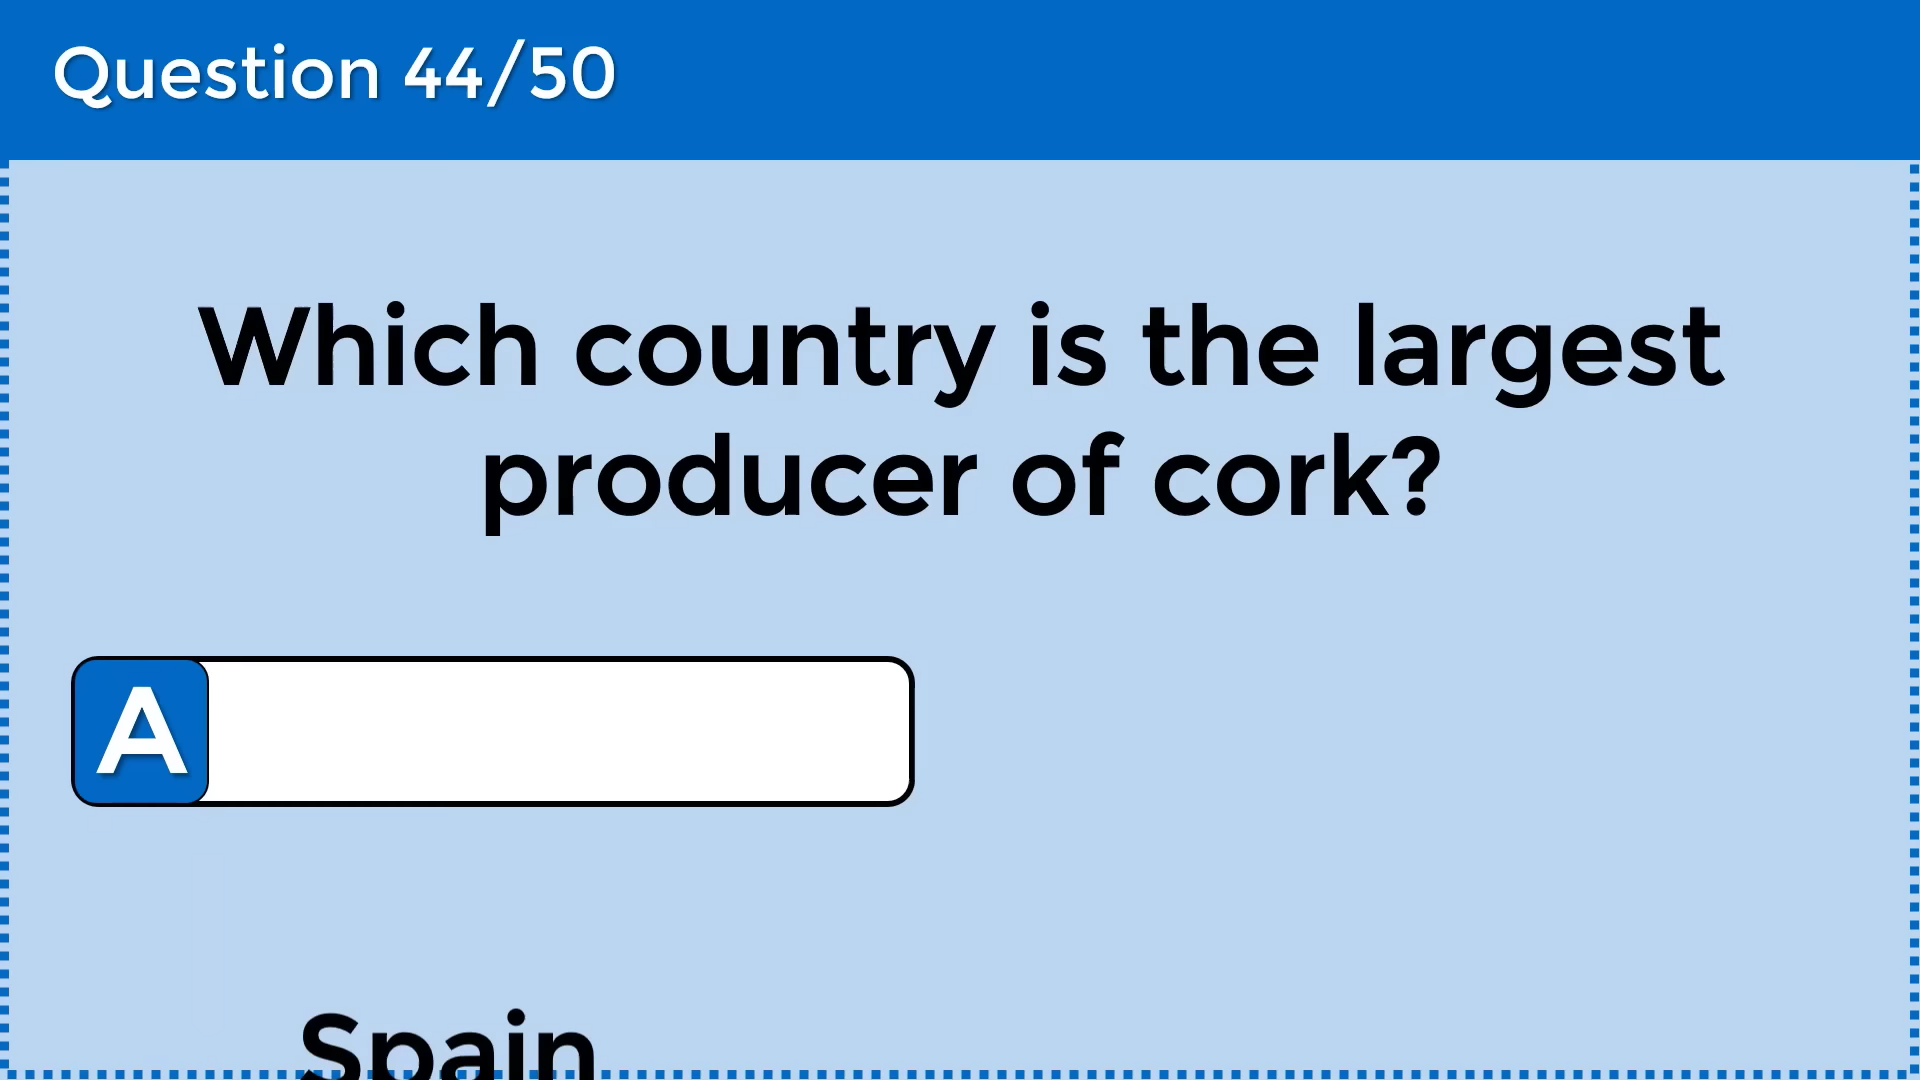 Question 44/50
Which country is the largest
producer of cork?
A
Spain